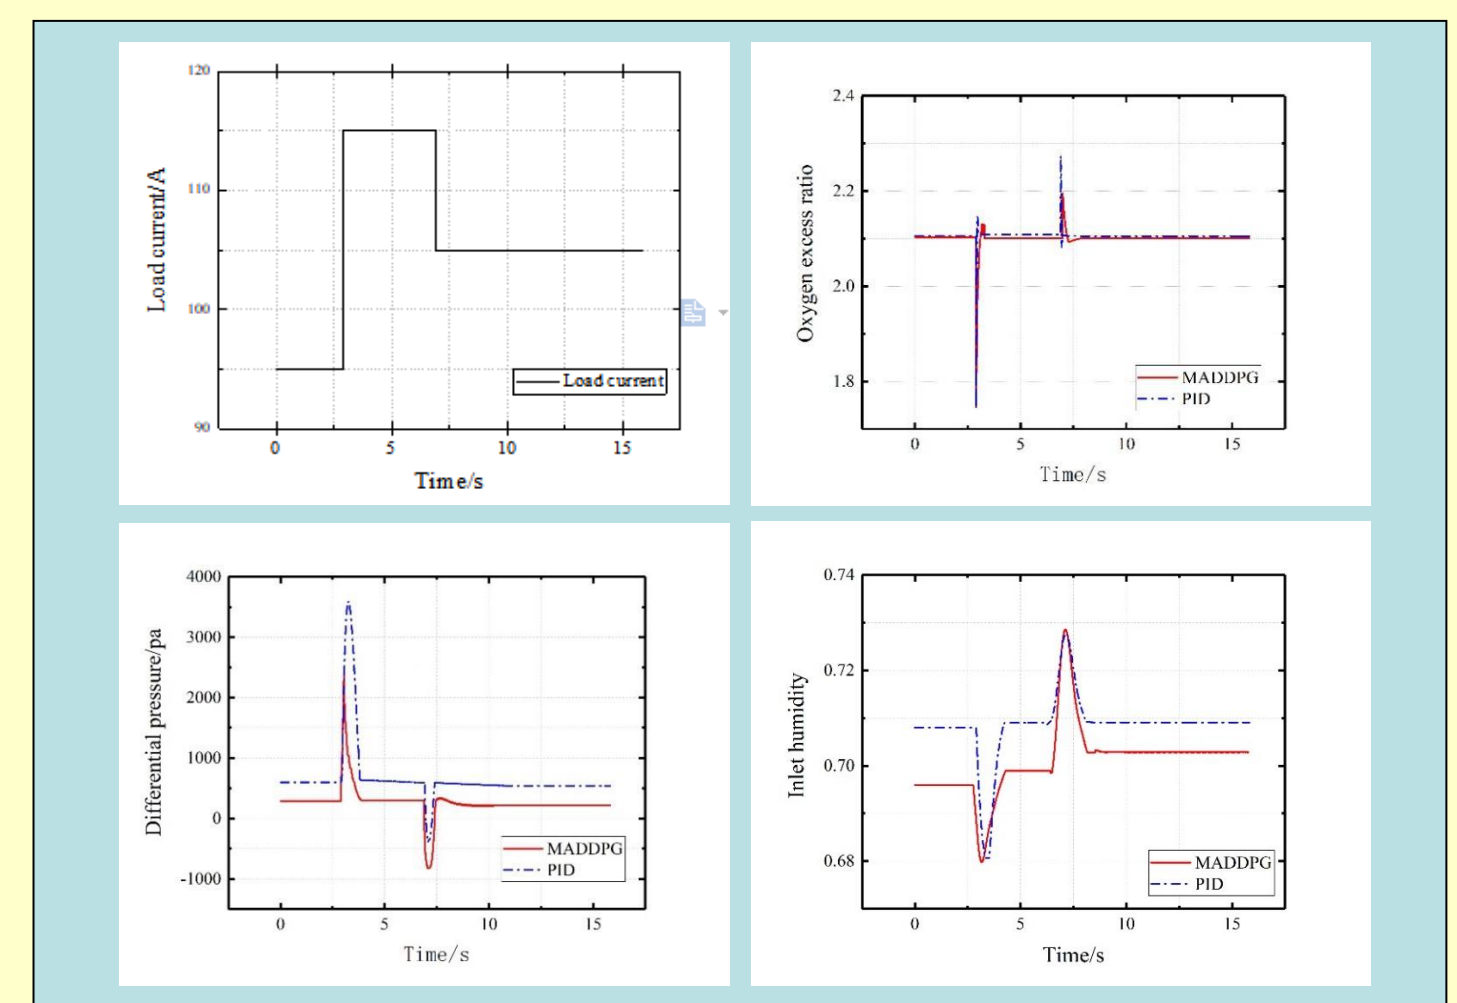 120
110
100
90
Load current/A
Load current
0 5 10 15
Time/s
2.4
2.2
2.0
1.8
Oxygen excess ratio
MADDPG
PID
0 5 10 15
Time/s
4000
3000
2000
1000
0
-1000
Differential pressure/pa
MADDPG
PID
0 5 10 15
Time/s
0.74
0.72
0.70
0.68
Inlet humidity
MADDPG
PID
0 5 10 15
Time/s